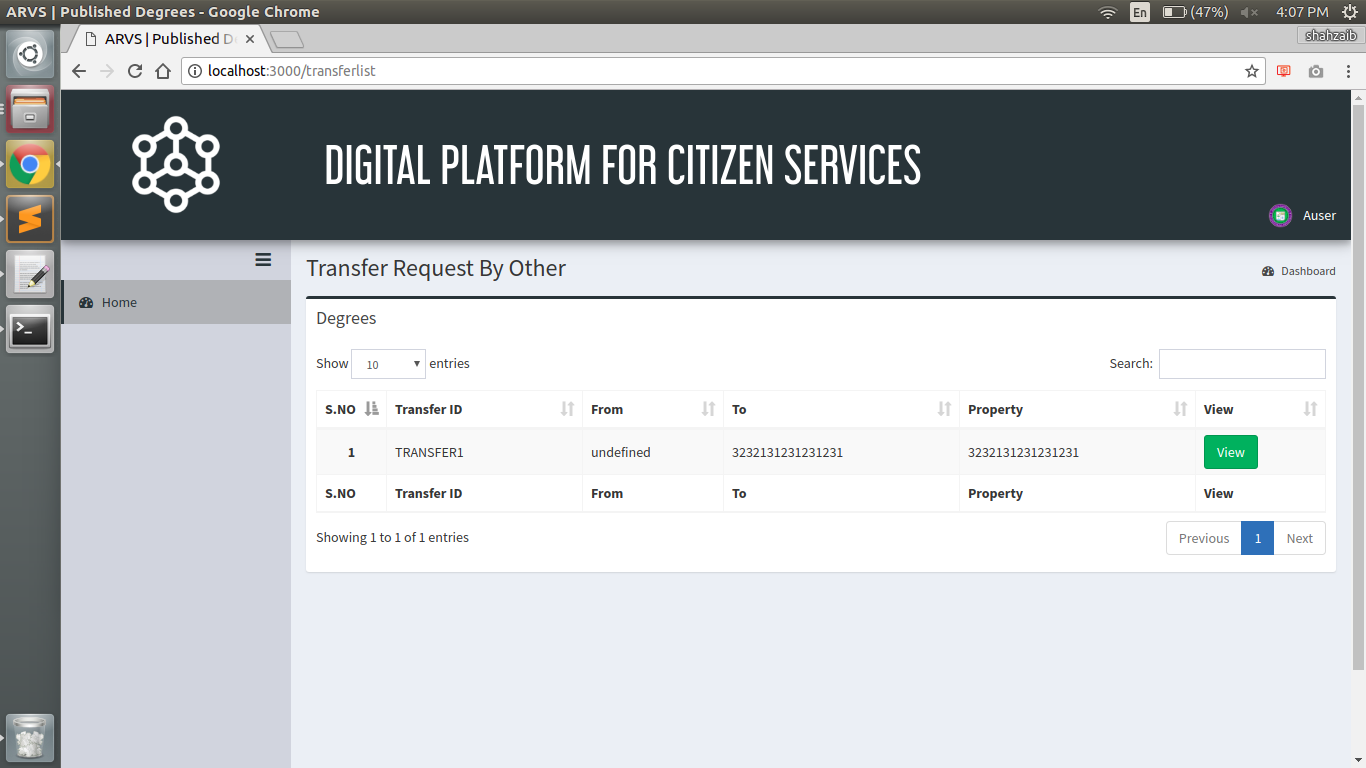 ARVS | Published Degrees - Google Chrome
En (47%) 4:07 PM
ARVS | Published D
shahzaib
localhost:3000/transferlist
DIGITAL PLATFORM FOR CITIZEN SERVICES
Auser
Home
Transfer Request By Other
Dashboard
Degrees
Show 10 entries
Search:
S.NO Transfer ID From To Property View
1 TRANSFER1 undefined 3232131231231231 3232131231231231 View
S.NO Transfer ID From To Property View
Showing 1 to 1 of 1 entries
Previous 1 Next